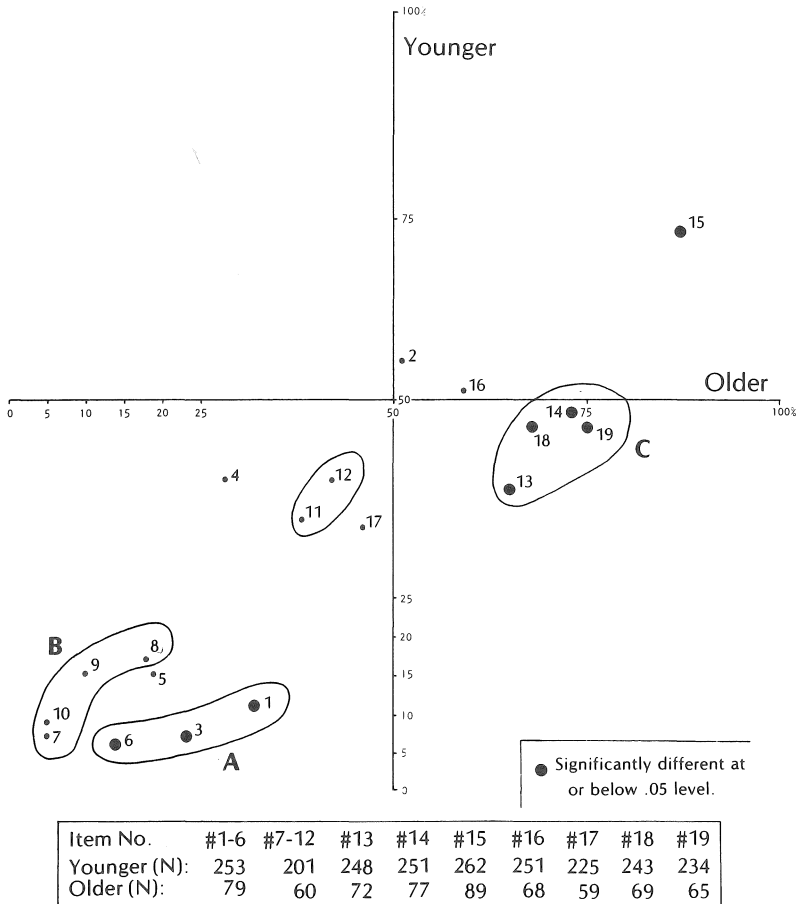 100%
Younger
75
15
2
16
Older
0 5 10 15 20 25 50 75 100%
14
18
19
C
13
4
12
11
17
25
20
15
10
5
0
B
8
9
5
10
7
1
3
6
A
Significantly different at
or below .05 level.
Item No. #1-6 #7-12 #13 #14 #15 #16 #17 #18 #19
Younger (N): 253 201 248 251 262 251 225 243 234
Older (N): 79 60 72 77 89 68 59 69 65